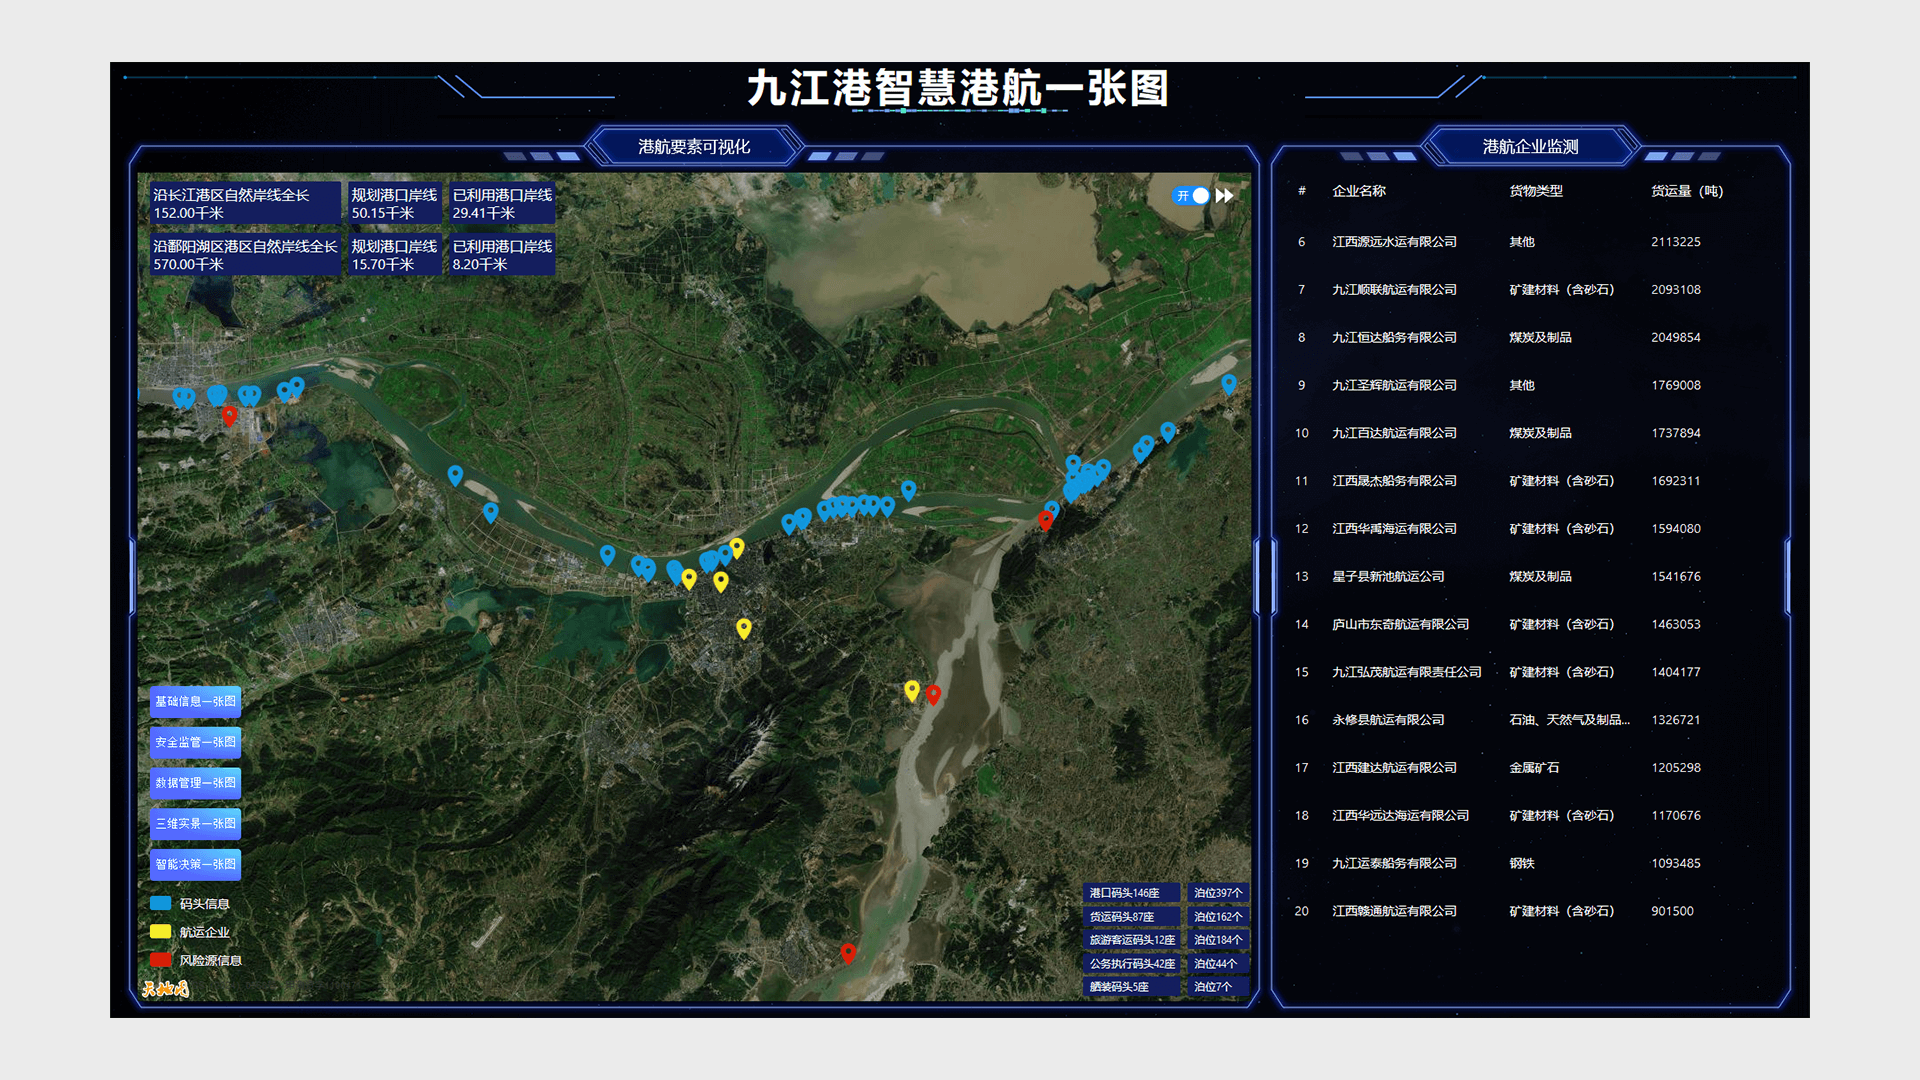 九江港智慧港航一张图
港航要素可视化
沿长江港区自然岸线全长
152.00千米
规划港口岸线
50.15千米
已利用港口岸线
29.41千米
沿鄱阳湖区港区自然岸线全长
570.00千米
规划港口岸线
15.70千米
已利用港口岸线
8.20千米
开
基础信息一张图
安全监管一张图
数据管理一张图
三维实景一张图
智能决策一张图
码头信息
航运企业
风险源信息
天地图
港口码头146座 泊位397个
货运码头87座 泊位162个
旅游客运码头12座 泊位184个
公务执行码头42座 泊位44个
舾装码头5座 泊位7个
港航企业监测
# 企业名称 货物类型 货运量（吨）
6 江西源远水运有限公司 其他 2113225
7 九江顺联航运有限公司 矿建材料（含砂石） 2093108
8 九江恒达船务有限公司 煤炭及制品 2049854
9 九江圣辉航运有限公司 其他 1769008
10 九江百达航运有限公司 煤炭及制品 1737894
11 江西晟杰船务有限公司 矿建材料（含砂石） 1692311
12 江西华禹海运有限公司 矿建材料（含砂石） 1594080
13 星子县新池航运公司 煤炭及制品 1541676
14 庐山市东奇航运有限公司 矿建材料（含砂石） 1463053
15 九江弘茂航运有限责任公司 矿建材料（含砂石） 1404177
16 永修县航运有限公司 石油、天然气及制品... 1326721
17 江西建达航运有限公司 金属矿石 1205298
18 江西华远达海运有限公司 矿建材料（含砂石） 1170676
19 九江运泰船务有限公司 钢铁 1093485
20 江西赣通航运有限公司 矿建材料（含砂石） 901500